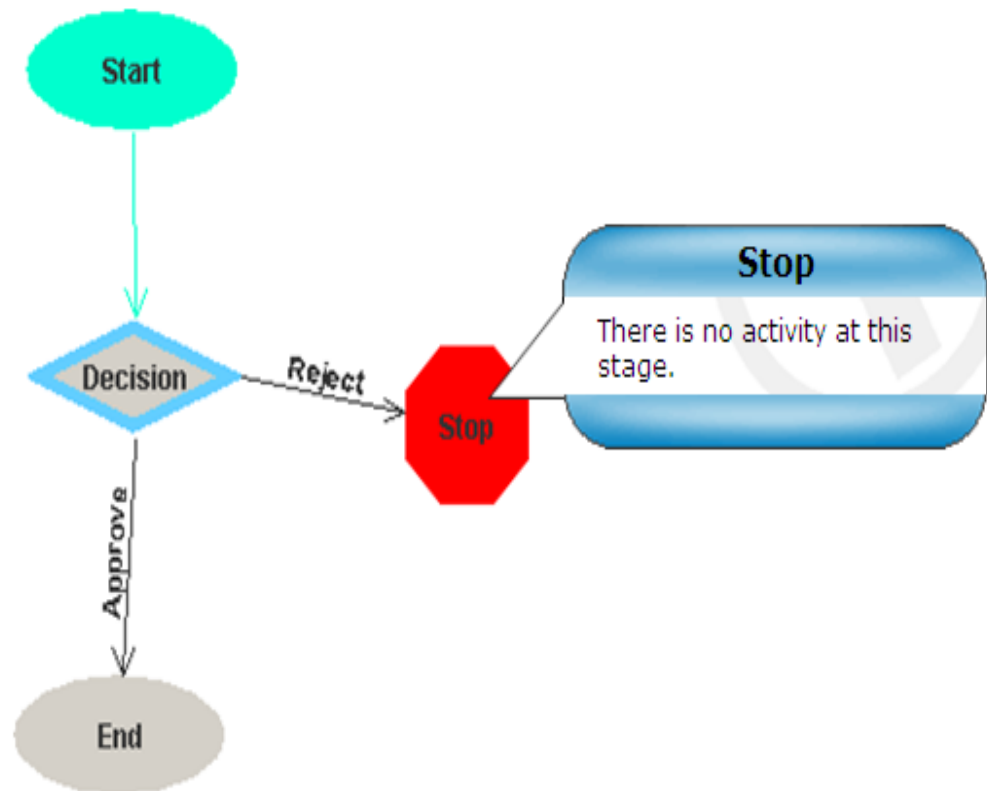 Start
Stop
There is no activity at this
stage.
Decision
Reject
Stop
Approve
End